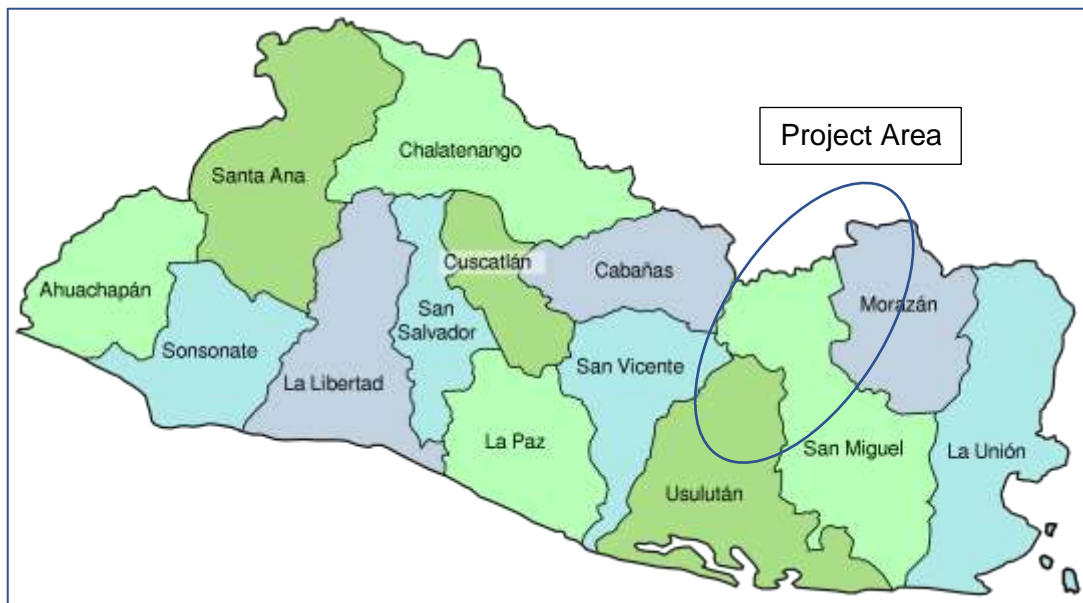 Project Area
Chalatenango
Santa Ana
Cuscatlán
Cabañas
Ahuachapán
Morazán
San
Salvador
Sonsonate
San Vicente
La Libertad
La Paz
San Miguel
La Unión
Usulután